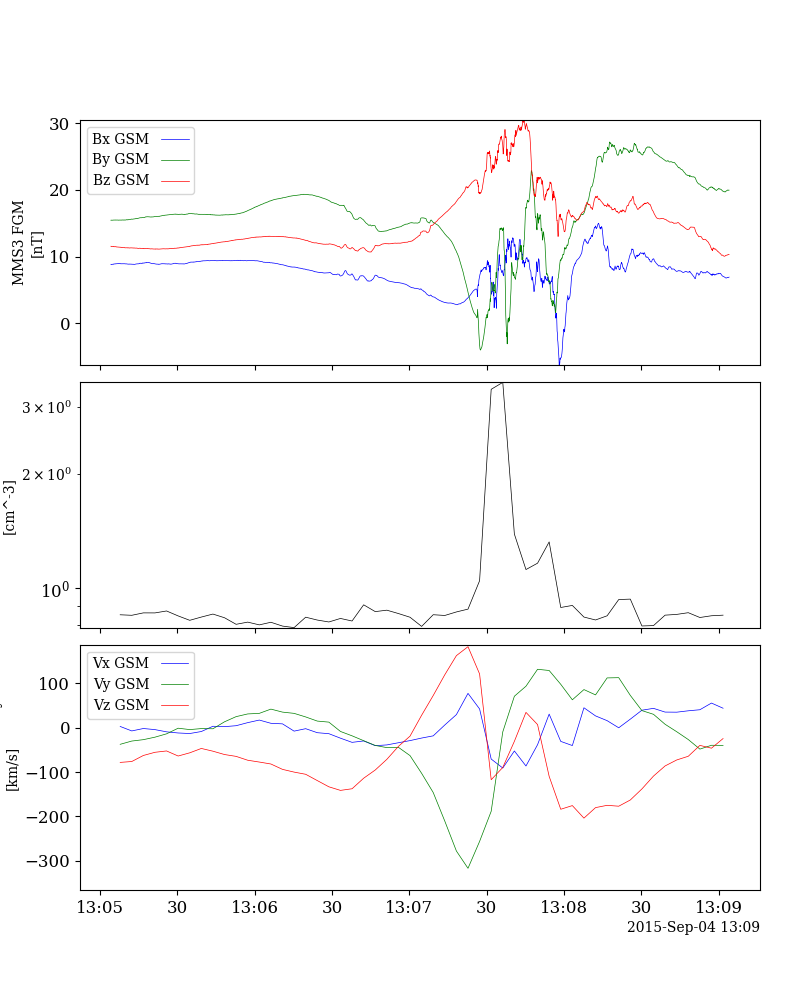 30
20
10
0
MMS3 FGM
[nT]
Bx GSM
By GSM
Bz GSM
3 × 10⁰
2 × 10⁰
10⁰
[cm^-3]
100
0
−100
−200
−300
[km/s]
Vx GSM
Vy GSM
Vz GSM
13:05 30 13:06 30 13:07 30 13:08 30 13:09
2015-Sep-04 13:09